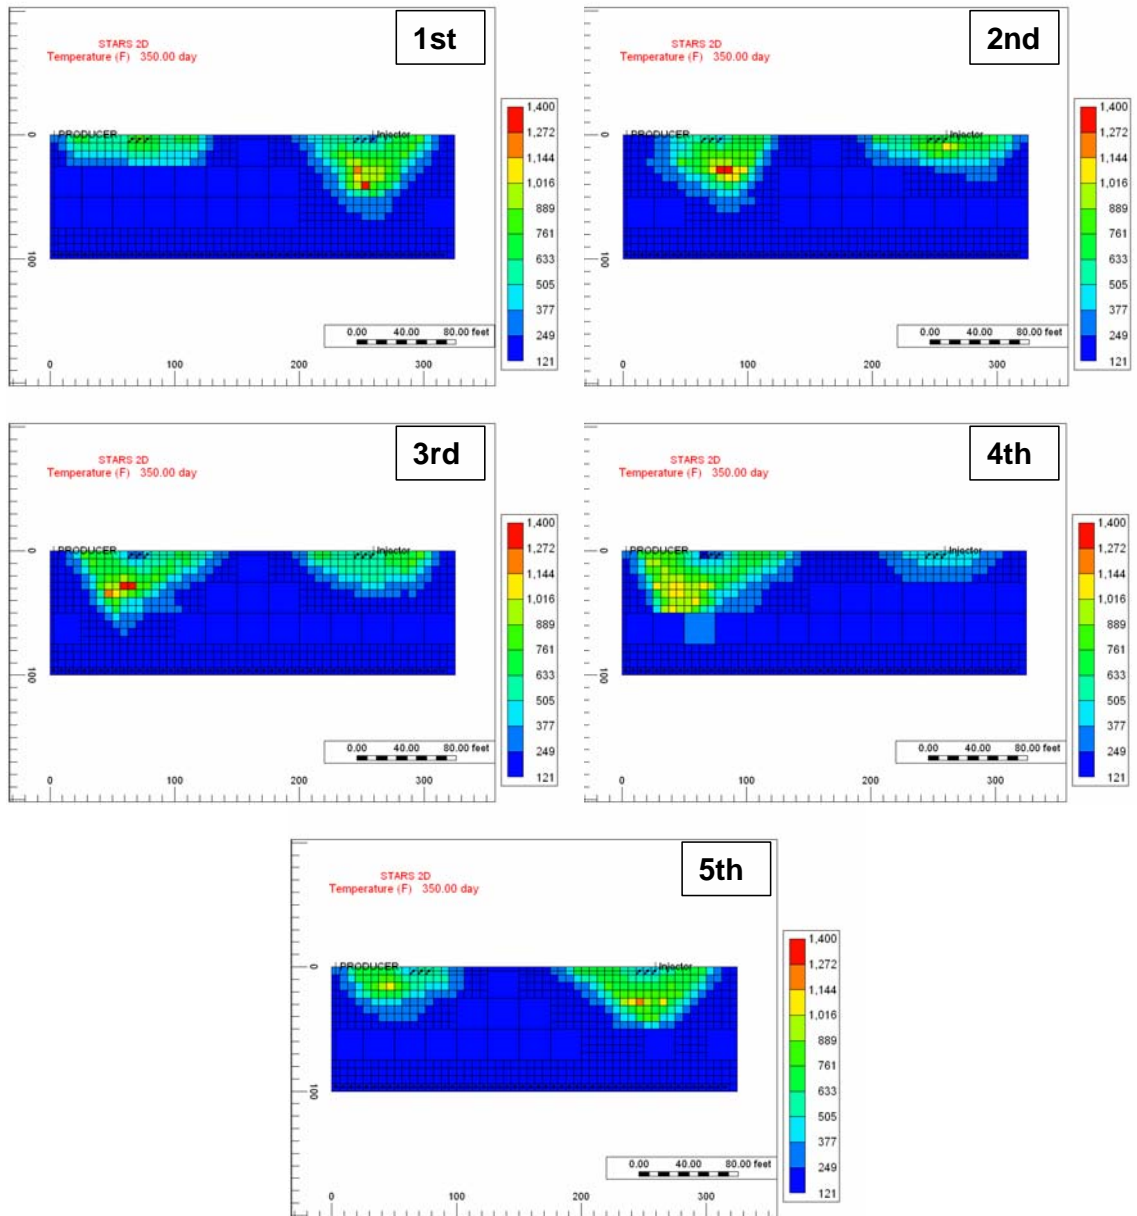 1st
STARS 2D
Temperature (F) 350.00 day
PRODUCER Injector
0
100
1,400
1,272
1,144
1,016
889
761
633
505
377
249
121
0.00 40.00 80.00 feet
0 100 300
2nd
STARS 2D
Temperature (F) 350.00 day
PRODUCER Injector
0
100
1,400
1,272
1,144
1,016
889
761
633
505
377
249
121
0.00 40.00 80.00 feet
0 100 300
3rd
STARS 2D
Temperature (F) 350.00 day
PRODUCER Injector
0
100
1,400
1,272
1,144
1,016
889
761
633
505
377
249
121
0.00 40.00 80.00 feet
0 100 300
4th
STARS 2D
Temperature (F) 350.00 day
PRODUCER Injector
0
100
1,400
1,272
1,144
1,016
889
761
633
505
377
249
121
0.00 40.00 80.00 feet
0 100 300
5th
STARS 2D
Temperature (F) 350.00 day
PRODUCER Injector
0
100
1,400
1,272
1,144
1,016
889
761
633
505
377
249
121
0.00 40.00 80.00 feet
0 100 300